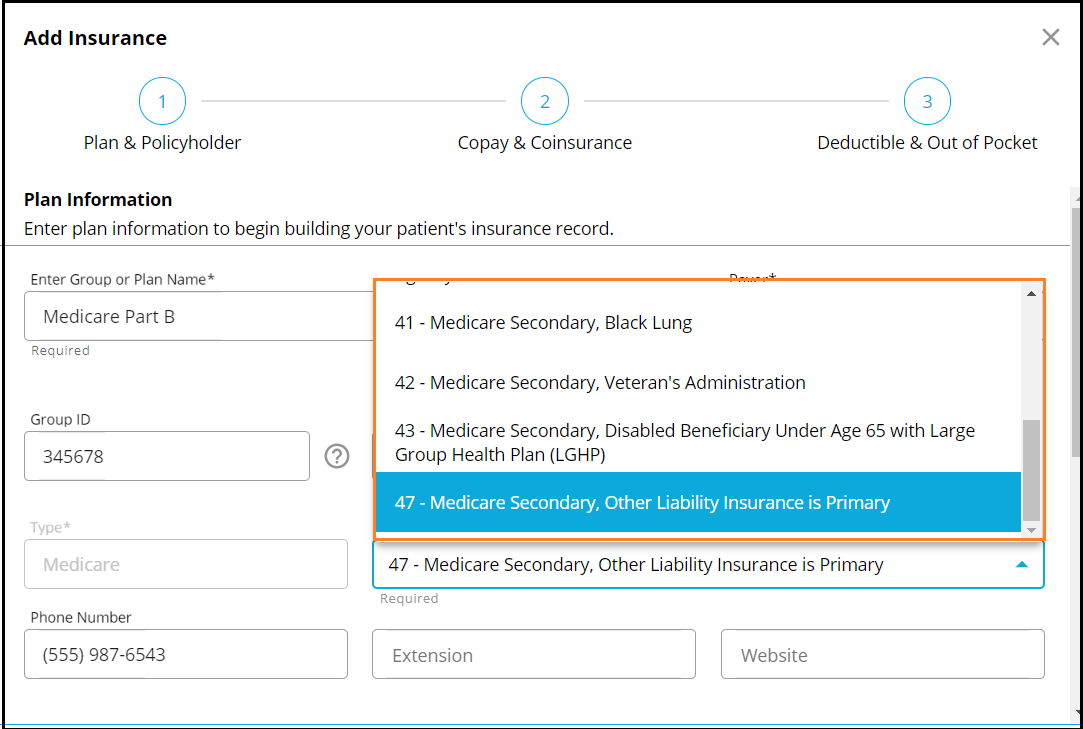 Add Insurance
1
2
3
Plan & Policyholder
Copay & Coinsurance
Deductible & Out of Pocket
Plan Information
Enter plan information to begin building your patient's insurance record.
Enter Group or Plan Name*
Payer*
Medicare Part B
Required
41 - Medicare Secondary, Black Lung
42 - Medicare Secondary, Veteran's Administration
43 - Medicare Secondary, Disabled Beneficiary Under Age 65 with Large
Group Health Plan (LGHP)
47 - Medicare Secondary, Other Liability Insurance is Primary
Group ID
345678
Type*
Medicare
47 - Medicare Secondary, Other Liability Insurance is Primary
Required
Phone Number
(555) 987-6543
Extension
Website